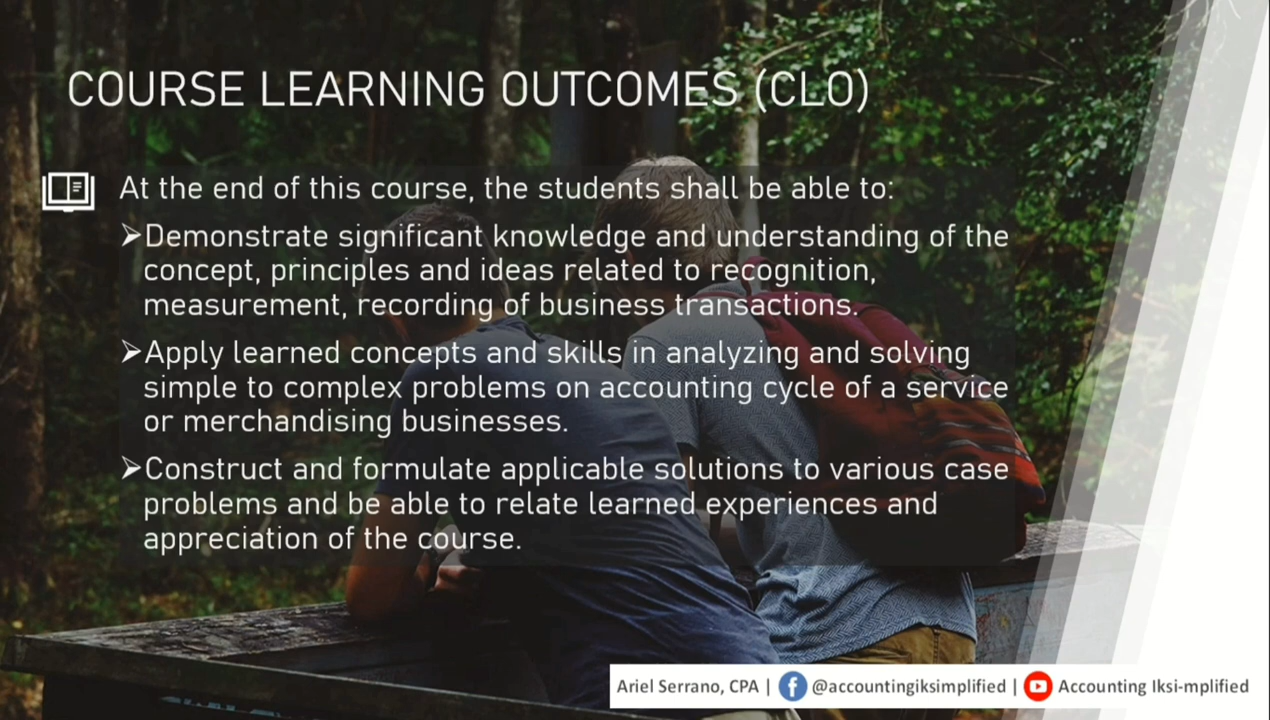 COURSE LEARNING OUTCOMES (CLO)
At the end of this course, the students shall be able to:
➢Demonstrate significant knowledge and understanding of the
concept, principles and ideas related to recognition,
measurement, recording of business transactions.
➢Apply learned concepts and skills in analyzing and solving
simple to complex problems on accounting cycle of a service
or merchandising businesses.
➢Construct and formulate applicable solutions to various case
problems and be able to relate learned experiences and
appreciation of the course.
Ariel Serrano, CPA | @accountingiksimplified | Accounting Iksi-mplified